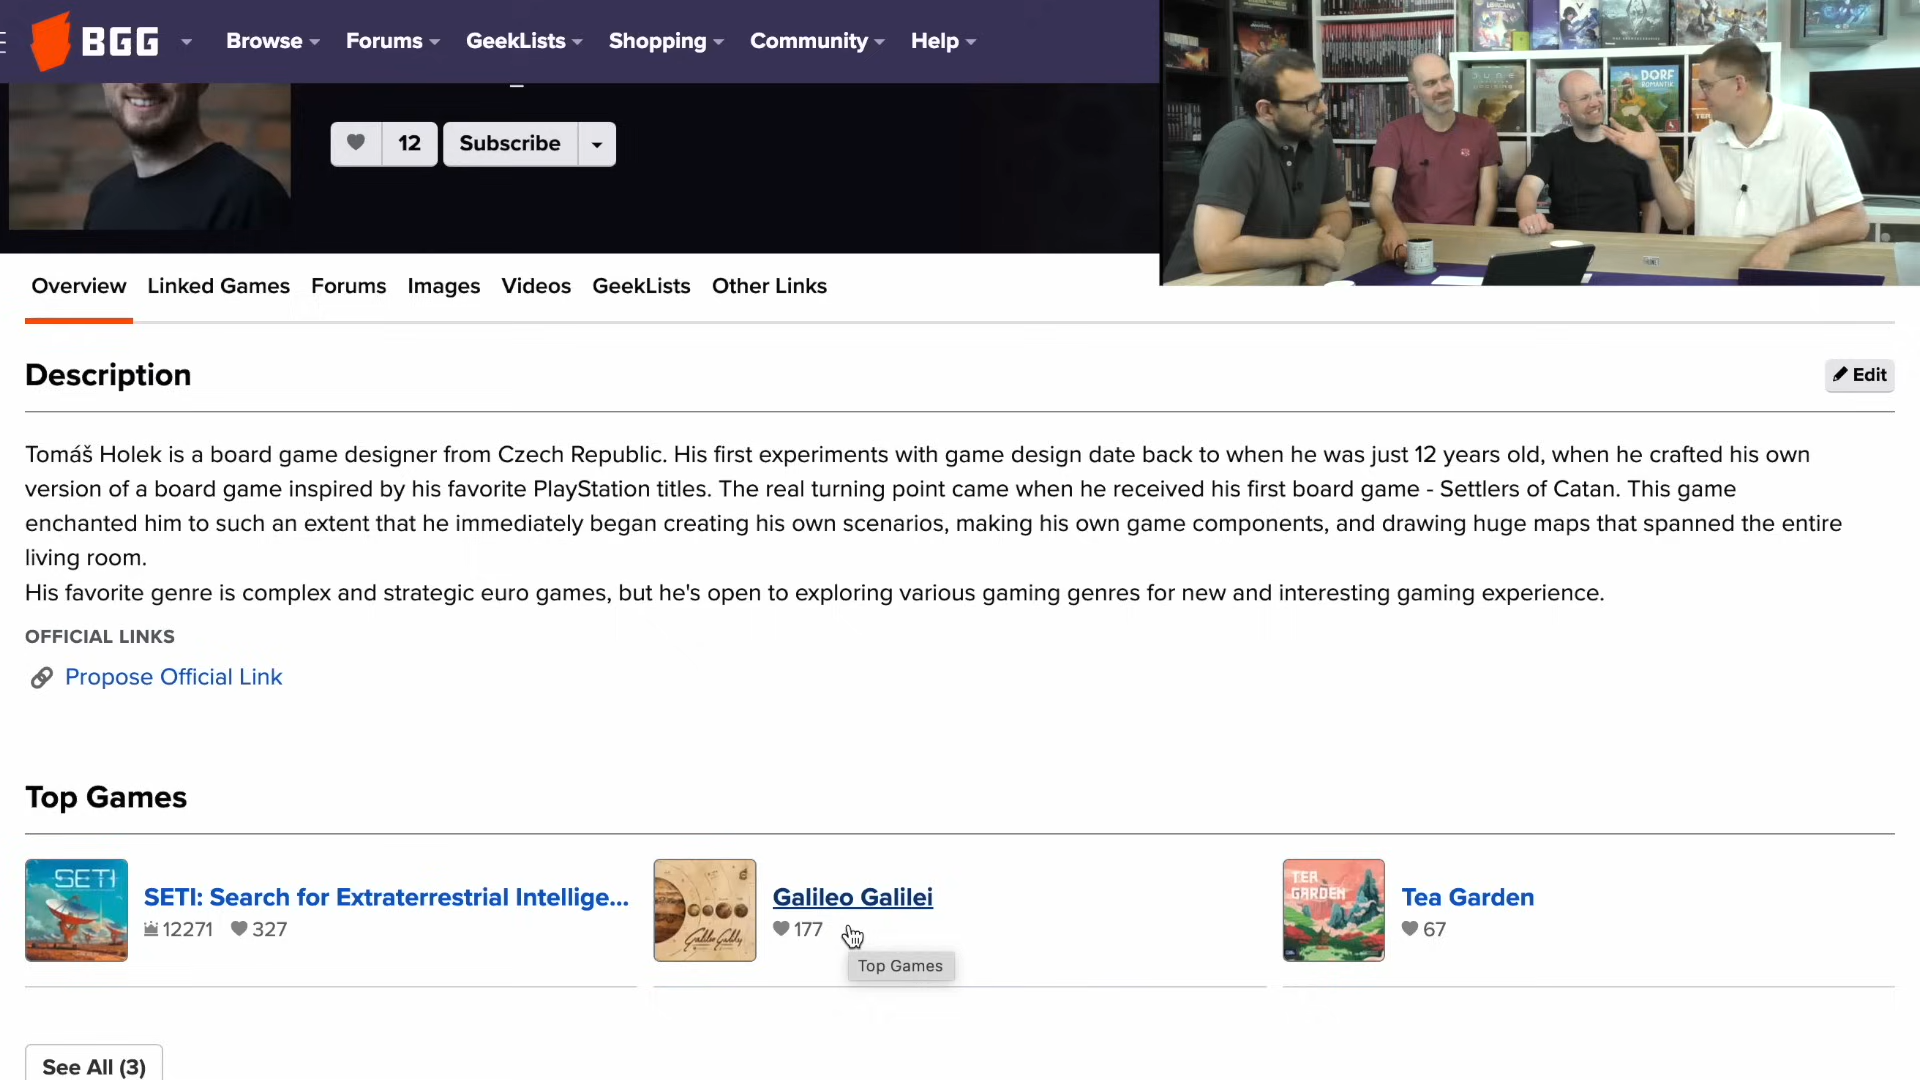 BGG Browse Forums GeekLists Shopping Community Help
12 Subscribe
DUNE
DORF
ROMANTIK
Overview Linked Games Forums Images Videos GeekLists Other Links
Description
Edit
Tomáš Holek is a board game designer from Czech Republic. His first experiments with game design date back to when he was just 12 years old, when he crafted his own
version of a board game inspired by his favorite PlayStation titles. The real turning point came when he received his first board game - Settlers of Catan. This game
enchanted him to such an extent that he immediately began creating his own scenarios, making his own game components, and drawing huge maps that spanned the entire
living room.
His favorite genre is complex and strategic euro games, but he's open to exploring various gaming genres for new and interesting gaming experience.
OFFICIAL LINKS
Propose Official Link
Top Games
SETI
SETI: Search for Extraterrestrial Intellige...
12271 327
Galileo Galilei
Galileo Galilei
177
Top Games
TEA
GARDEN
Tea Garden
67
See All (3)